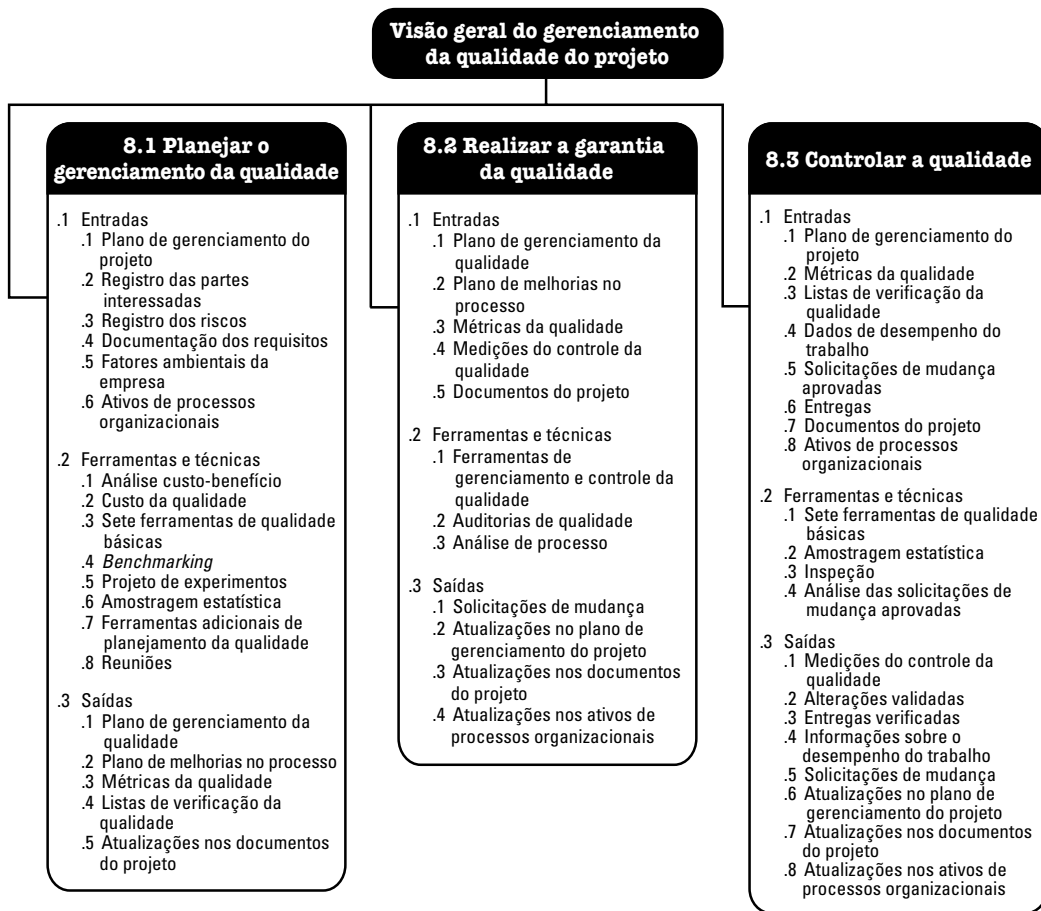 Visão geral do gerenciamento
da qualidade do projeto
8.1 Planejar o
gerenciamento da qualidade
.1 Entradas
.1 Plano de gerenciamento do
projeto
.2 Registro das partes
interessadas
.3 Registro dos riscos
.4 Documentação dos requisitos
.5 Fatores ambientais da
empresa
.6 Ativos de processos
organizacionais
.2 Ferramentas e técnicas
.1 Análise custo-benefício
.2 Custo da qualidade
.3 Sete ferramentas de qualidade
básicas
.4 Benchmarking
.5 Projeto de experimentos
.6 Amostragem estatística
.7 Ferramentas adicionais de
planejamento da qualidade
.8 Reuniões
.3 Saídas
.1 Plano de gerenciamento da
qualidade
.2 Plano de melhorias no processo
.3 Métricas da qualidade
.4 Listas de verificação da
qualidade
.5 Atualizações nos documentos
do projeto
8.2 Realizar a garantia
da qualidade
.1 Entradas
.1 Plano de gerenciamento da
qualidade
.2 Plano de melhorias no
processo
.3 Métricas da qualidade
.4 Medições do controle da
qualidade
.5 Documentos do projeto
.2 Ferramentas e técnicas
.1 Ferramentas de
gerenciamento e controle da
qualidade
.2 Auditorias de qualidade
.3 Análise de processo
.3 Saídas
.1 Solicitações de mudança
.2 Atualizações no plano de
gerenciamento do projeto
.3 Atualizações nos documentos
do projeto
.4 Atualizações nos ativos de
processos organizacionais
8.3 Controlar a qualidade
.1 Entradas
.1 Plano de gerenciamento do
projeto
.2 Métricas da qualidade
.3 Listas de verificação da
qualidade
.4 Dados de desempenho do
trabalho
.5 Solicitações de mudança
aprovadas
.6 Entregas
.7 Documentos do projeto
.8 Ativos de processos
organizacionais
.2 Ferramentas e técnicas
.1 Sete ferramentas de qualidade
básicas
.2 Amostragem estatística
.3 Inspeção
.4 Análise das solicitações de
mudança aprovadas
.3 Saídas
.1 Medições do controle da
qualidade
.2 Alterações validadas
.3 Entregas verificadas
.4 Informações sobre o
desempenho do trabalho
.5 Solicitações de mudança
.6 Atualizações no plano de
gerenciamento do projeto
.7 Atualizações nos documentos
do projeto
.8 Atualizações nos ativos de
processos organizacionais